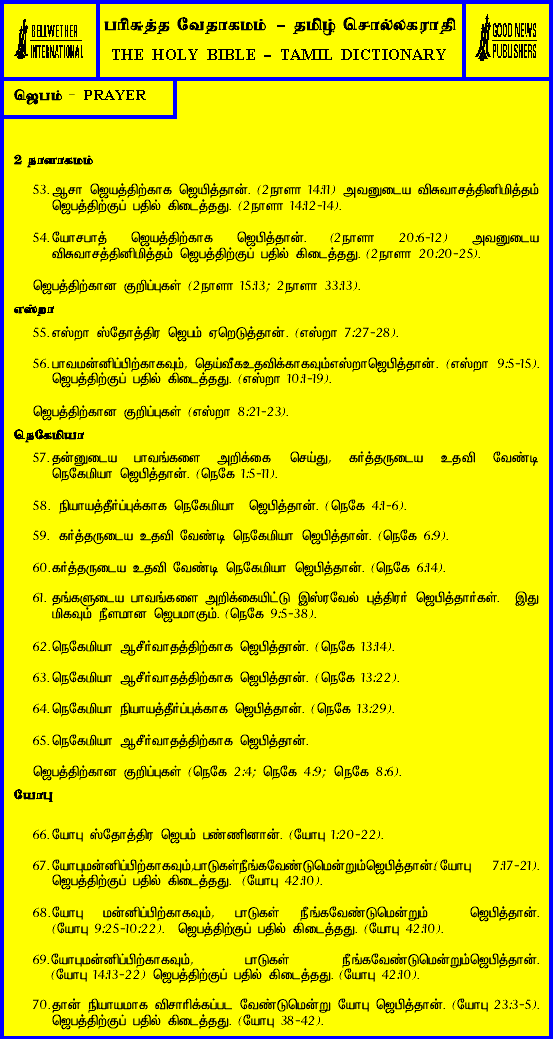 BELLWETHER
INTERNATIONAL
பரிசுத்த வேதாகமம் - தமிழ் சொல்லகராதி
THE HOLY BIBLE - TAMIL DICTIONARY
GOOD NEWS
PUBLISHERS
ஜெபம் - PRAYER
2 நாளாகமம்
53. ஆசா ஜெயத்திற்காக ஜெயித்தான். (2நாளா 14:11) அவனுடைய விசுவாசத்தினிமித்தம்
ஜெபத்திற்குப் பதில் கிடைத்தது. (2நாளா 14:12-14).
54. யோசபாத் ஜெயத்திற்காக ஜெபித்தான். (2நாளா 20:6-12) அவனுடைய
விசுவாசத்தினிமித்தம் ஜெபத்திற்குப் பதில் கிடைத்தது. (2நாளா 20:20-25).
ஜெபத்திற்கான குறிப்புகள் (2நாளா 15:13; 2நாளா 33:13).
எஸ்றா
55. எஸ்றா ஸ்தோத்திர ஜெபம் ஏறெடுத்தான். (எஸ்றா 7:27-28).
56. பாவமன்னிப்பிற்காகவும், தெய்வீகஉதவிக்காகவும்எஸ்றாஜெபித்தான். (எஸ்றா 9:5-15).
ஜெபத்திற்குப் பதில் கிடைத்தது. (எஸ்றா 10:1-19).
ஜெபத்திற்கான குறிப்புகள் (எஸ்றா 8:21-23).
நெகேமியா
57. தன்னுடைய பாவங்களை அறிக்கை செய்து, கர்த்தருடைய உதவி வேண்டி
நெகேமியா ஜெபித்தான். (நெகே 1:5-11).
58. நியாயத்தீர்ப்புக்காக நெகேமியா ஜெபித்தான். (நெகே 4:1-6).
59. கர்த்தருடைய உதவி வேண்டி நெகேமியா ஜெபித்தான். (நெகே 6:9).
60. கர்த்தருடைய உதவி வேண்டி நெகேமியா ஜெபித்தான். (நெகே 6:14).
61. தங்களுடைய பாவங்களை அறிக்கையிட்டு இஸ்ரவேல் புத்திரர் ஜெபித்தார்கள். இது
மிகவும் நீளமான ஜெபமாகும். (நெகே 9:5-38).
62. நெகேமியா ஆசீர்வாதத்திற்காக ஜெபித்தான். (நெகே 13:14).
63. நெகேமியா ஆசீர்வாதத்திற்காக ஜெபித்தான். (நெகே 13:22).
64. நெகேமியா நியாயத்தீர்ப்புக்காக ஜெபித்தான். (நெகே 13:29).
65. நெகேமியா ஆசீர்வாதத்திற்காக ஜெபித்தான்.
ஜெபத்திற்கான குறிப்புகள் (நெகே 2:4; நெகே 4:9; நெகே 8:6).
யோபு
66. யோபு ஸ்தோத்திர ஜெபம் பண்ணினான். (யோபு 1:20-22).
67. யோபுமன்னிப்பிற்காகவும்,பாடுகள்நீங்கவேண்டுமென்றும்ஜெபித்தான்.(யோபு 7:17-21).
ஜெபத்திற்குப் பதில் கிடைத்தது. (யோபு 42:10).
68. யோபு மன்னிப்பிற்காகவும், பாடுகள் நீங்கவேண்டுமென்றும் ஜெபித்தான்.
(யோபு 9:25-10:22). ஜெபத்திற்குப் பதில் கிடைத்தது. (யோபு 42:10).
69. யோபுமன்னிப்பிற்காகவும், பாடுகள் நீங்கவேண்டுமென்றும்ஜெபித்தான்.
(யோபு 14:13-22) ஜெபத்திற்குப் பதில் கிடைத்தது. (யோபு 42:10).
70. தான் நியாயமாக விசாரிக்கப்பட வேண்டுமென்று யோபு ஜெபித்தான். (யோபு 23:3-5).
ஜெபத்திற்குப் பதில் கிடைத்தது. (யோபு 38-42).